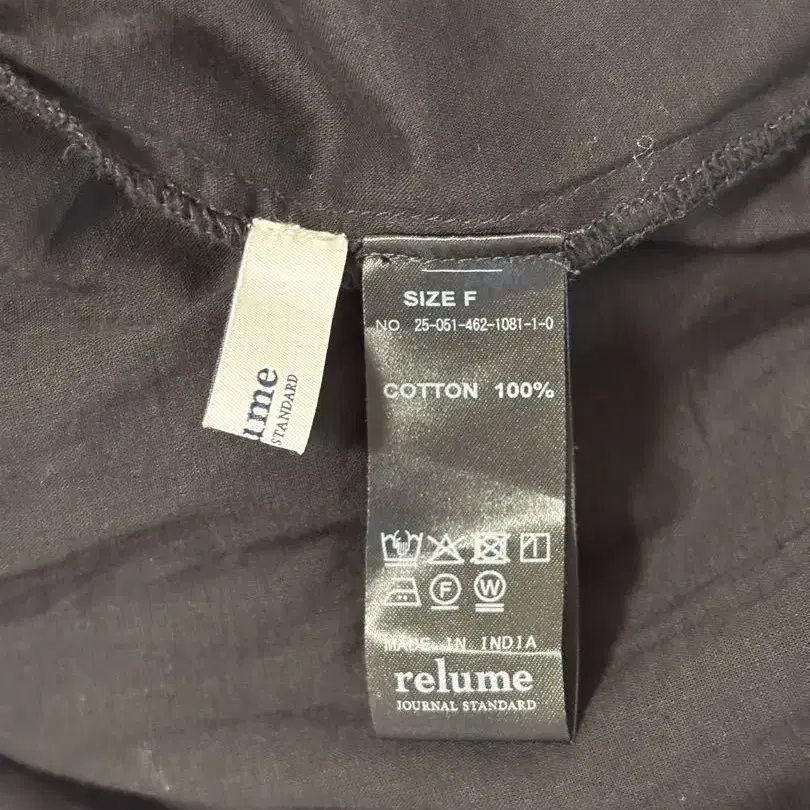 SIZE F
NO. 25-051-462-1081-1-0
COTTON 100%
F W
MADE IN INDIA
relume
JOURNAL STANDARD
ume
STANDARD